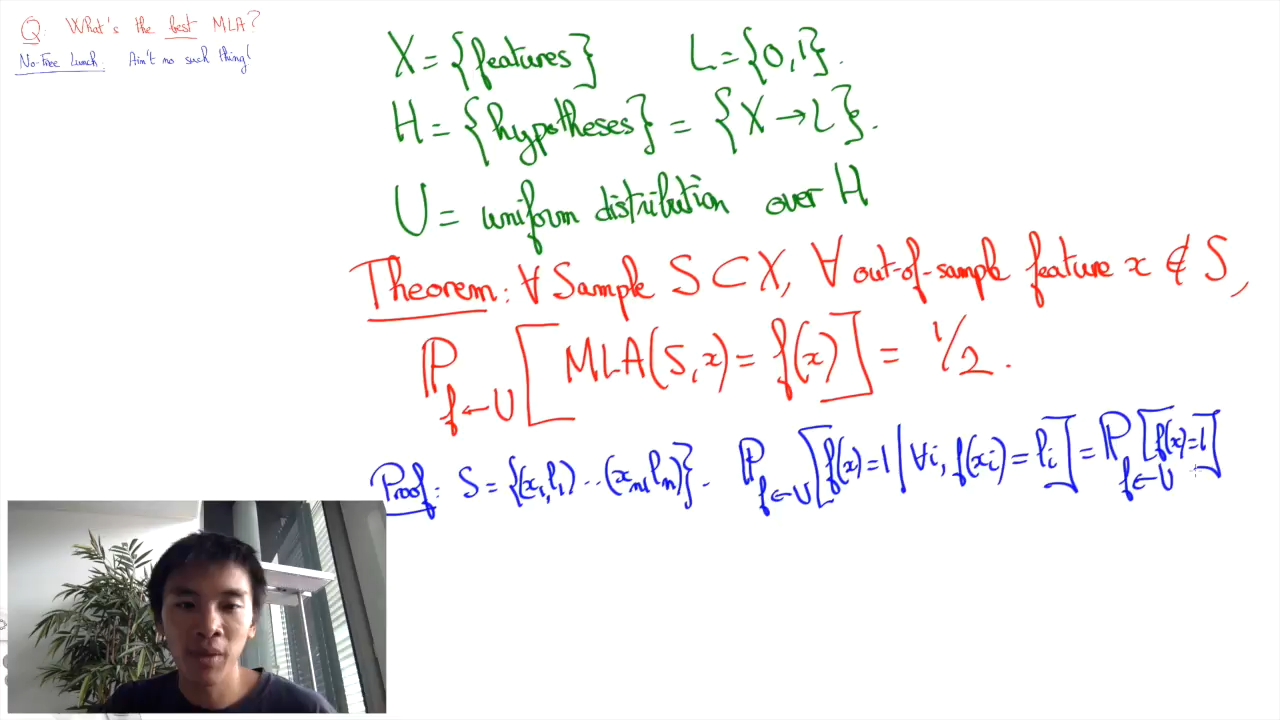 Q: What's the best MLA?
No-Free Lunch: Ain't no such thing!
X = {features} L = {0,1}.
H = {hypotheses} = {X → L}.
U = uniform distribution over H
Theorem: ∀ Sample S ⊂ X, ∀ out-of-sample feature x ∉ S,
P f←U [MLA(S,x) = f(x)] = 1/2.
Proof: S = {(x₁,l₁)...(xₙ,lₙ)}. P f←U [f(x)=1 | ∀i, f(xᵢ) = lᵢ] = P f←U [f(x)=1]